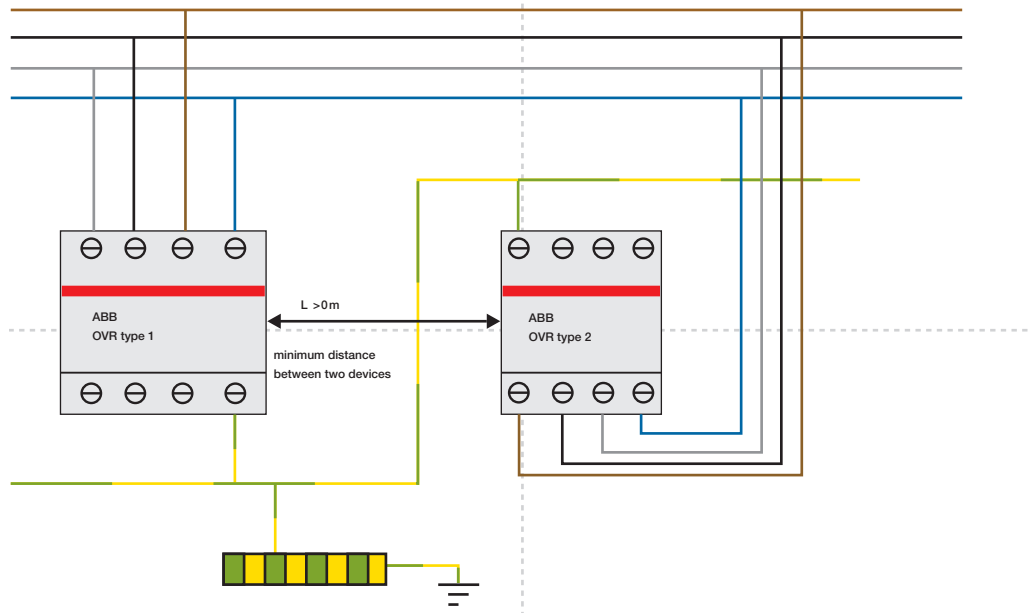 ABB
OVR type 1
L >0m
minimum distance
between two devices
ABB
OVR type 2